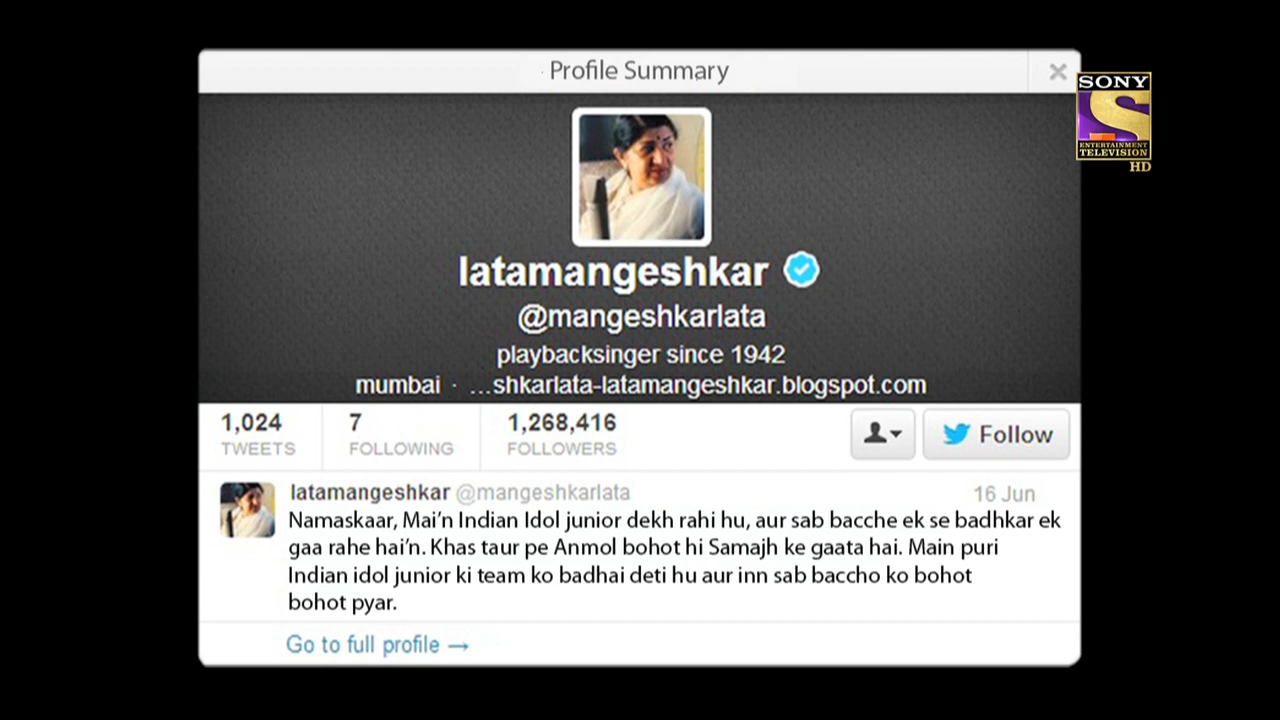 Profile Summary
SONY
ENTERTAINMENT
TELEVISION
HD
latamangeshkar
@mangeshkarlata
playbacksinger since 1942
mumbai · ...shkarlata-latamangeshkar.blogspot.com
1,024 7 1,268,416
TWEETS FOLLOWING FOLLOWERS
Follow
latamangeshkar @mangeshkarlata 16 Jun
Namaskaar, Mai'n Indian Idol junior dekh rahi hu, aur sab bacche ek se badhkar ek
gaa rahe hai'n. Khas taur pe Anmol bohot hi Samajh ke gaata hai. Main puri
Indian idol junior ki team ko badhai deti hu aur inn sab baccho ko bohot
bohot pyar.
Go to full profile →